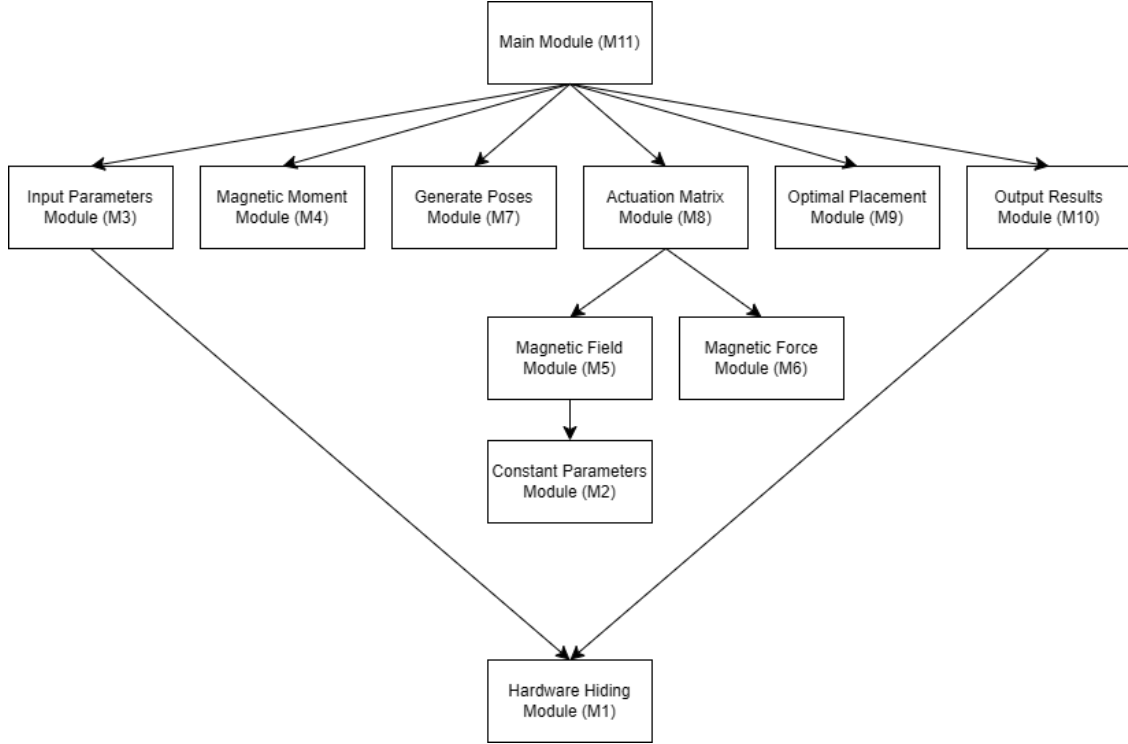 Main Module (M11)
Input Parameters
Module (M3)
Magnetic Moment
Module (M4)
Generate Poses
Module (M7)
Actuation Matrix
Module (M8)
Optimal Placement
Module (M9)
Output Results
Module (M10)
Magnetic Field
Module (M5)
Magnetic Force
Module (M6)
Constant Parameters
Module (M2)
Hardware Hiding
Module (M1)